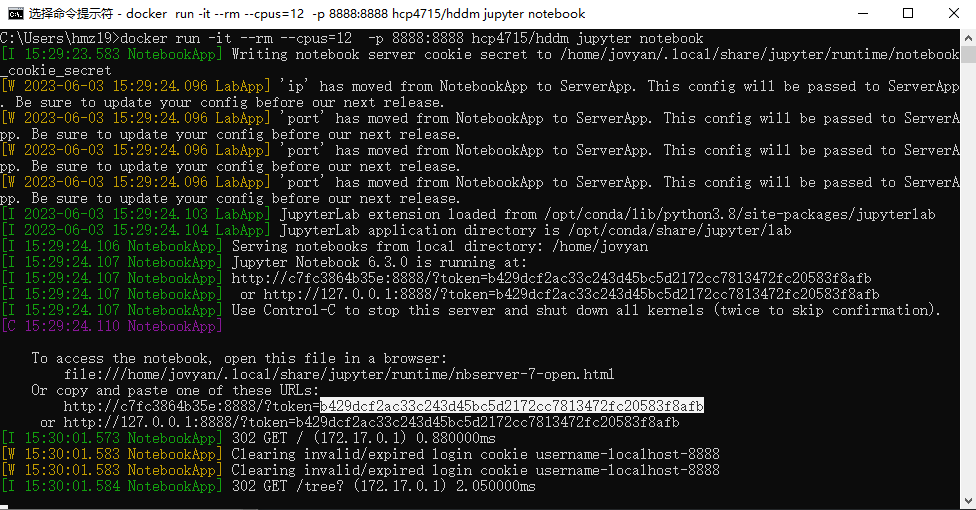 选择命令提示符 - docker  run -it --rm --cpus=12  -p 8888:8888 hcp4715/hddm jupyter notebook
C:\Users\hmz19>docker run -it --rm --cpus=12  -p 8888:8888 hcp4715/hddm jupyter notebook
[I 15:29:23.583 NotebookApp] Writing notebook server cookie secret to /home/jovyan/.local/share/jupyter/runtime/notebook
_cookie_secret
[W 2023-06-03 15:29:24.096 LabApp] 'ip' has moved from NotebookApp to ServerApp. This config will be passed to ServerApp
. Be sure to update your config before our next release.
[W 2023-06-03 15:29:24.096 LabApp] 'port' has moved from NotebookApp to ServerApp. This config will be passed to ServerA
pp. Be sure to update your config before our next release.
[W 2023-06-03 15:29:24.096 LabApp] 'port' has moved from NotebookApp to ServerApp. This config will be passed to ServerA
pp. Be sure to update your config before our next release.
[W 2023-06-03 15:29:24.096 LabApp] 'port' has moved from NotebookApp to ServerApp. This config will be passed to ServerA
pp. Be sure to update your config before our next release.
[I 2023-06-03 15:29:24.103 LabApp] JupyterLab extension loaded from /opt/conda/lib/python3.8/site-packages/jupyterlab
[I 2023-06-03 15:29:24.104 LabApp] JupyterLab application directory is /opt/conda/share/jupyter/lab
[I 15:29:24.106 NotebookApp] Serving notebooks from local directory: /home/jovyan
[I 15:29:24.107 NotebookApp] Jupyter Notebook 6.3.0 is running at:
[I 15:29:24.107 NotebookApp] http://c7fc3864b35e:8888/?token=b429dcf2ac33c243d45bc5d2172cc7813472fc20583f8afb
[I 15:29:24.107 NotebookApp]  or http://127.0.0.1:8888/?token=b429dcf2ac33c243d45bc5d2172cc7813472fc20583f8afb
[I 15:29:24.107 NotebookApp] Use Control-C to stop this server and shut down all kernels (twice to skip confirmation).
[C 15:29:24.110 NotebookApp]
    To access the notebook, open this file in a browser:
        file:///home/jovyan/.local/share/jupyter/runtime/nbserver-7-open.html
    Or copy and paste one of these URLs:
        http://c7fc3864b35e:8888/?token=b429dcf2ac33c243d45bc5d2172cc7813472fc20583f8afb
     or http://127.0.0.1:8888/?token=b429dcf2ac33c243d45bc5d2172cc7813472fc20583f8afb
[I 15:30:01.573 NotebookApp] 302 GET / (172.17.0.1) 0.880000ms
[W 15:30:01.583 NotebookApp] Clearing invalid/expired login cookie username-localhost-8888
[W 15:30:01.583 NotebookApp] Clearing invalid/expired login cookie username-localhost-8888
[I 15:30:01.584 NotebookApp] 302 GET /tree? (172.17.0.1) 2.050000ms